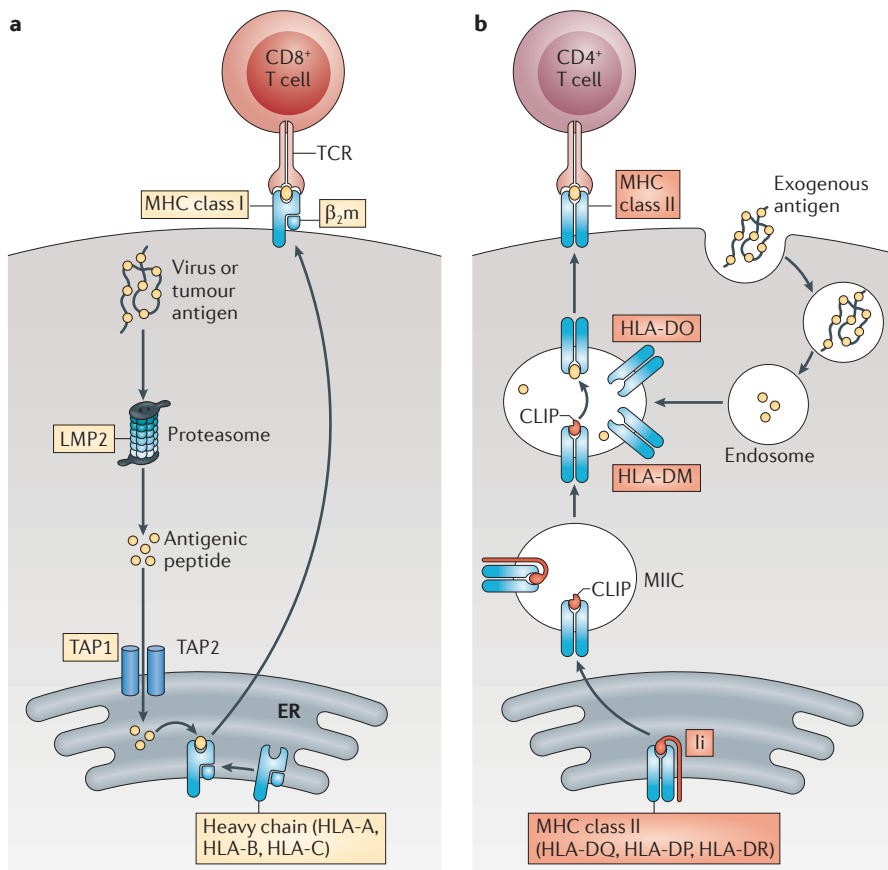 a
CD8⁺
T cell
TCR
MHC class I
β₂m
Virus or
tumour
antigen
LMP2
Proteasome
Antigenic
peptide
TAP1
TAP2
ER
Heavy chain (HLA-A,
HLA-B, HLA-C)
b
CD4⁺
T cell
MHC
class II
Exogenous
antigen
HLA-DO
CLIP
Endosome
HLA-DM
CLIP
MIIC
Ii
MHC class II
(HLA-DQ, HLA-DP, HLA-DR)